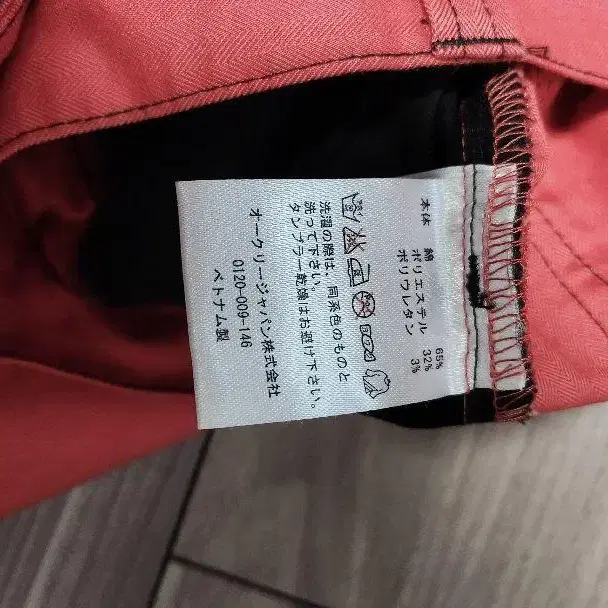 本体 綿 65%
ポリエステル 32%
ポリウレタン 3%
洗濯の際は、同系色のものと
洗って下さい。
タンブラー乾燥はお避け下さい。
オークリージャパン株式会社
0120-009-146
ベトナム製